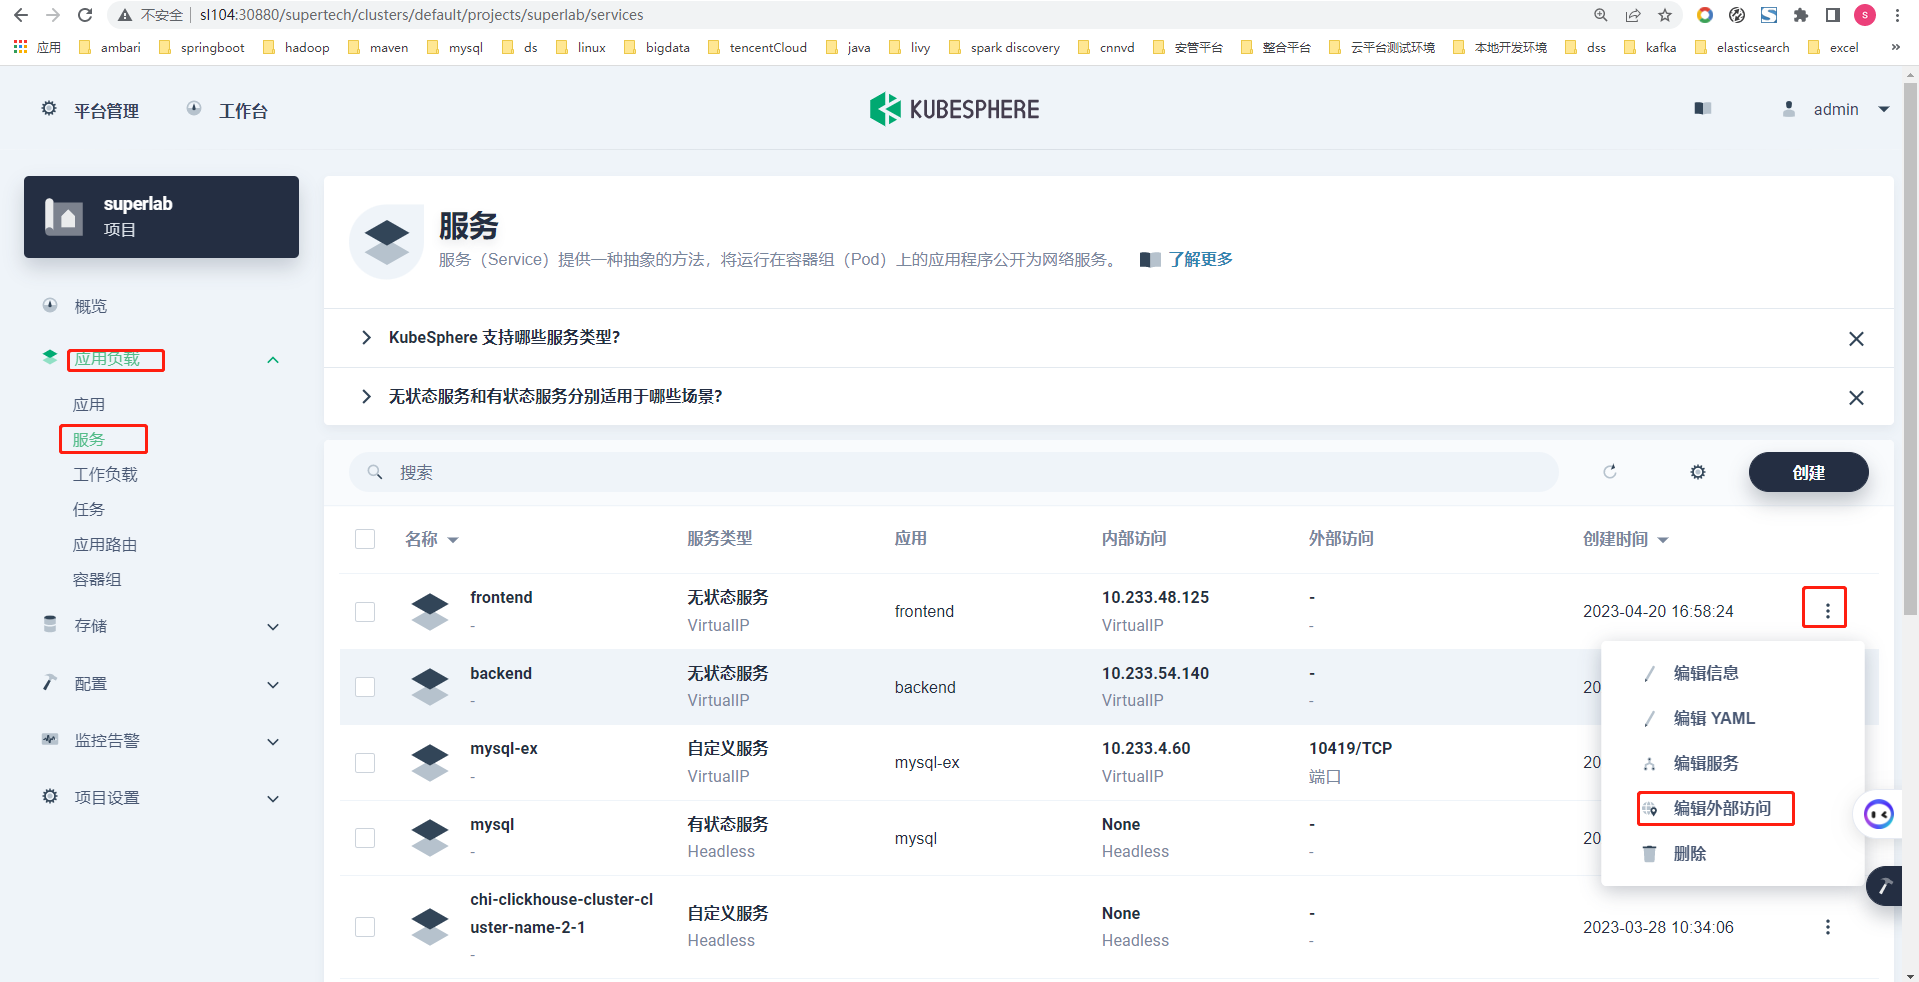 不安全 sl104:30880/supertech/clusters/default/projects/superlab/services
应用 ambari springboot hadoop maven mysql ds linux bigdata tencentCloud java livy spark discovery cnnvd 安管平台 整合平台 云平台测试环境 本地开发环境 dss kafka elasticsearch excel »
平台管理 工作台 KUBESPHERE admin
superlab
项目
概览
应用负载
应用
服务
工作负载
任务
应用路由
容器组
存储
配置
监控告警
项目设置
服务
服务（Service）提供一种抽象的方法，将运行在容器组（Pod）上的应用程序公开为网络服务。 了解更多
KubeSphere 支持哪些服务类型?
无状态服务和有状态服务分别适用于哪些场景?
搜索 创建
名称 服务类型 应用 内部访问 外部访问 创建时间
frontend 无状态服务 10.233.48.125 -
- VirtualIP frontend VirtualIP - 2023-04-20 16:58:24
backend 无状态服务 10.233.54.140 -
- VirtualIP backend VirtualIP - 20
mysql-ex 自定义服务 10.233.4.60 10419/TCP
- VirtualIP mysql-ex VirtualIP 端口 20
mysql 有状态服务 None -
- Headless mysql Headless - 20
chi-clickhouse-cluster-cl
uster-name-2-1
- 自定义服务 None -
Headless Headless - 2023-03-28 10:34:06
编辑信息
编辑 YAML
编辑服务
编辑外部访问
删除